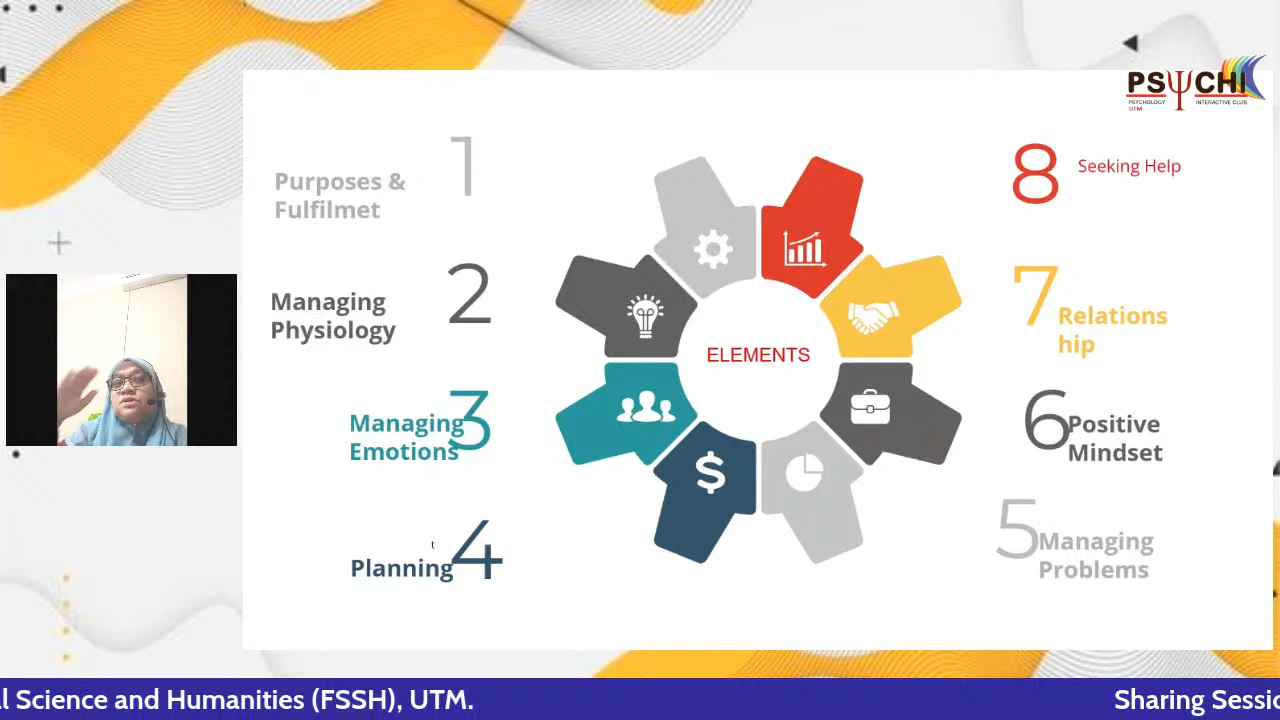 PSYCHI
PSYCHOLOGY INTERACTIVE CLUB
UTM
1
Purposes &
Fulfilmet
2
Managing
Physiology
3
Managing
Emotions
t
4
Planning
ELEMENTS
$
8
Seeking Help
7
Relations
hip
6
Positive
Mindset
5
Managing
Problems
l Science and Humanities (FSSH), UTM.
Sharing Sessio